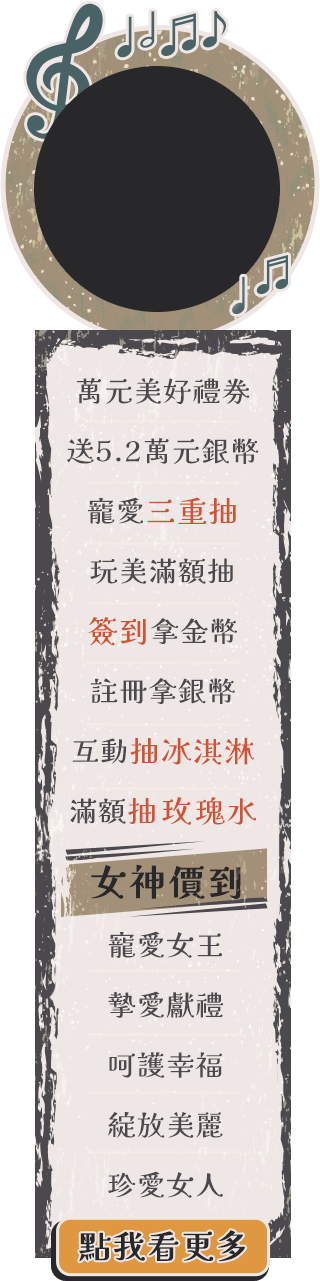 萬元美好禮券
送5.2萬元銀幣
寵愛三重抽
玩美滿額抽
簽到拿金幣
註冊拿銀幣
互動抽冰淇淋
滿額抽玫瑰水
女神價到
寵愛女王
摯愛獻禮
呵護幸福
綻放美麗
珍愛女人
點我看更多